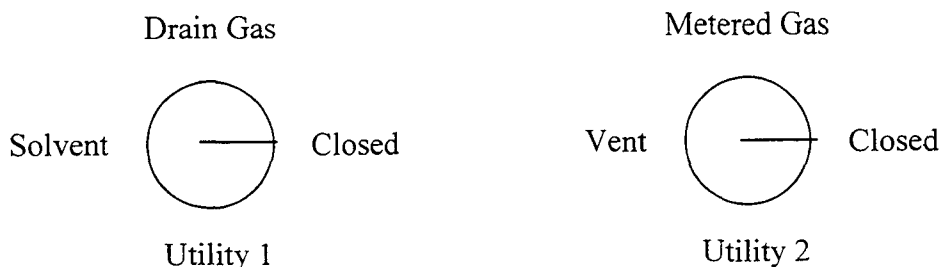 Drain Gas
Solvent
Closed
Utility 1
Metered Gas
Vent
Closed
Utility 2